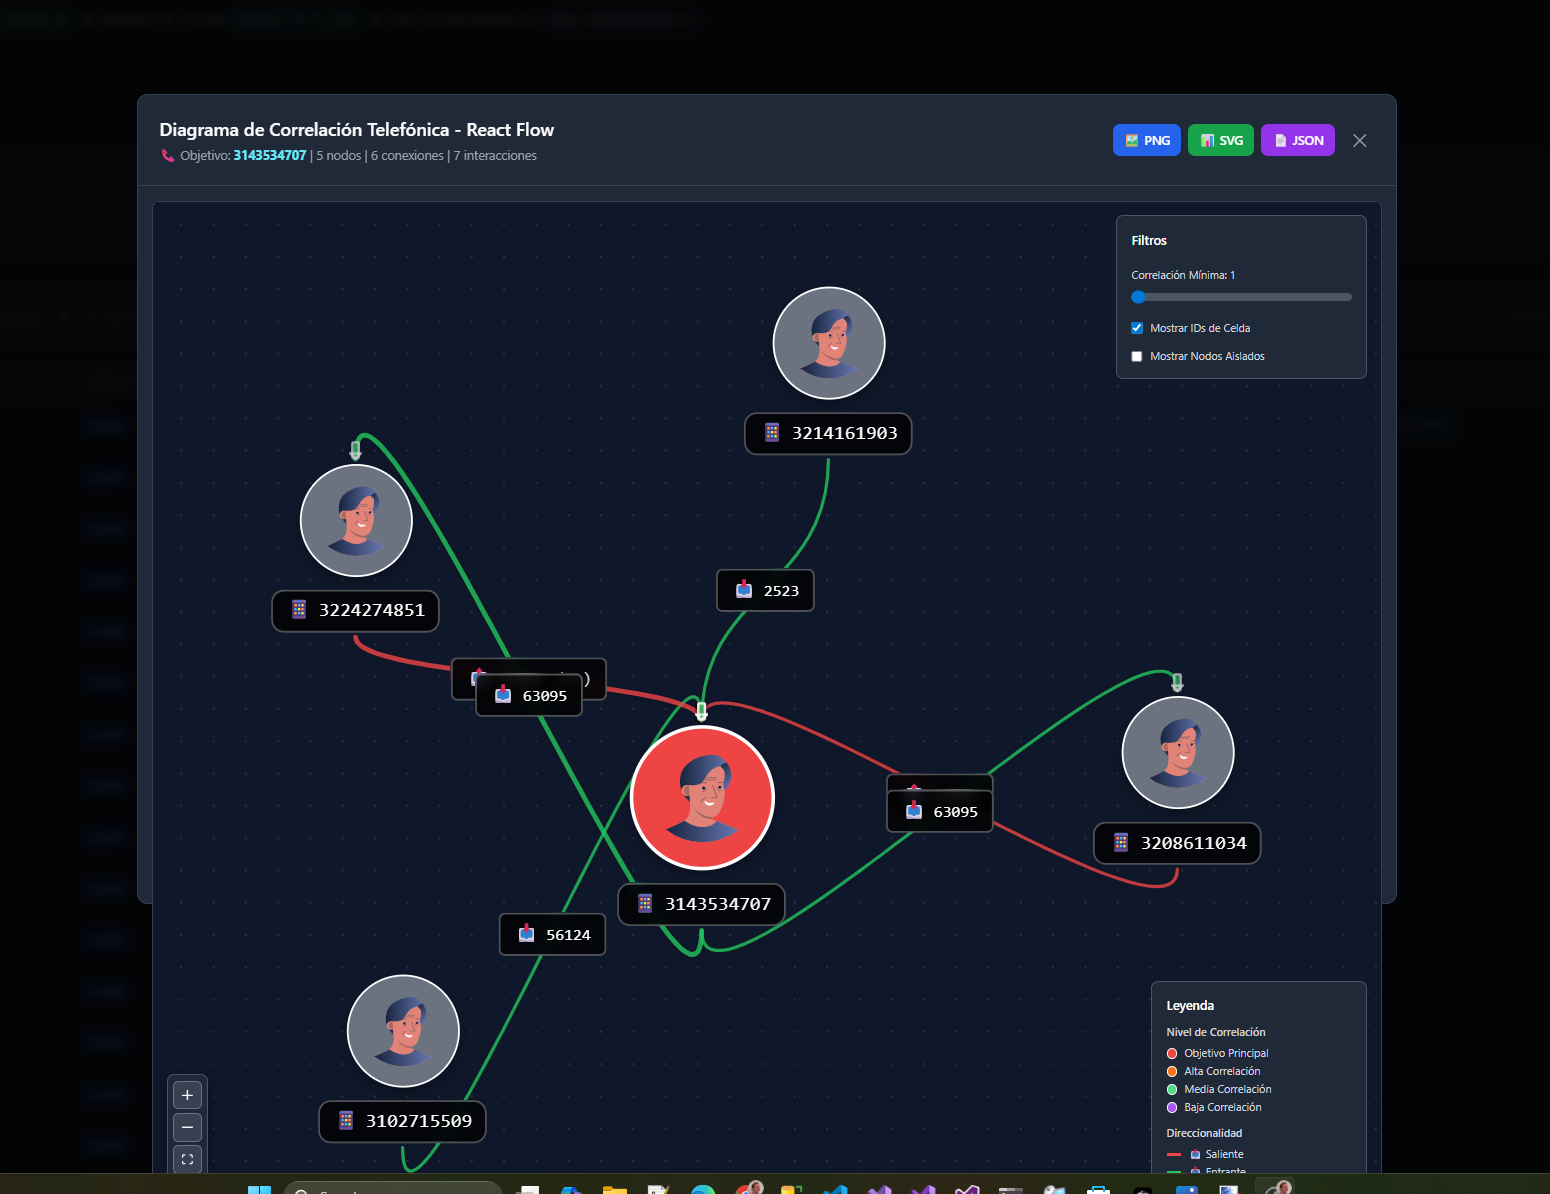 Diagrama de Correlación Telefónica - React Flow
Objetivo: 3143534707 | 5 nodos | 6 conexiones | 7 interacciones
PNG
SVG
JSON
Filtros
Correlación Mínima: 1
Mostrar IDs de Celda
Mostrar Nodos Aislados
3214161903
3224274851
2523
)
63095
63095
3208611034
3143534707
56124
3102715509
Leyenda
Nivel de Correlación
Objetivo Principal
Alta Correlación
Media Correlación
Baja Correlación
Direccionalidad
Saliente
Entrante